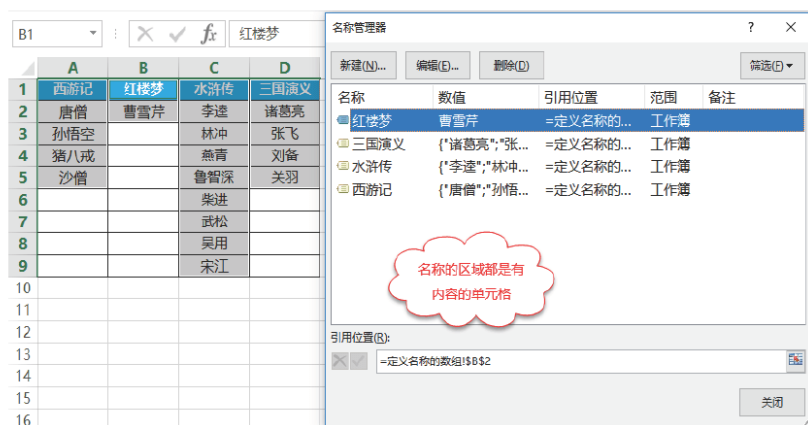 B1 fx 红楼梦
A B C D
1 西游记 红楼梦 水浒传 三国演义
2 唐僧 曹雪芹 李逵 诸葛亮
3 孙悟空 林冲 张飞
4 猪八戒 燕青 刘备
5 沙僧 鲁智深 关羽
6 柴进
7 武松
8 吴用
9 宋江
10
11
12
13
14
15
16
名称管理器 ? ×
新建(N)... 编辑(E)... 删除(D) 筛选(F)
名称 数值 引用位置 范围 备注
红楼梦 曹雪芹 =定义名称的... 工作簿
三国演义 {"诸葛亮";"张... =定义名称的... 工作簿
水浒传 {"李逵";"林冲... =定义名称的... 工作簿
西游记 {"唐僧";"孙悟... =定义名称的... 工作簿
名称的区域都是有
内容的单元格
引用位置(R):
=定义名称的数组!$B$2
关闭